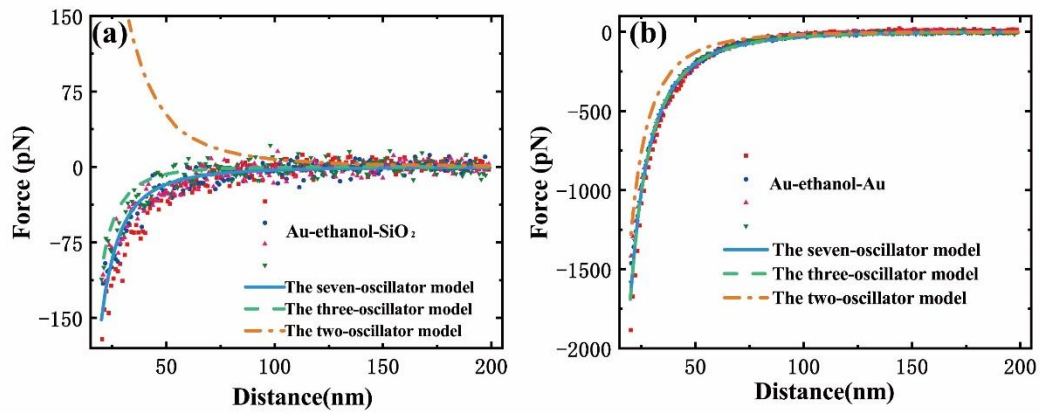 (a)
150
75
0
-75
-150
Force (pN)
Au-ethanol-SiO₂
The seven-oscillator model
The three-oscillator model
The two-oscillator model
50
100
150
200
Distance(nm)
(b)
0
-500
-1000
-1500
-2000
Force (pN)
Au-ethanol-Au
The seven-oscillator model
The three-oscillator model
The two-oscillator model
50
100
150
200
Distance(nm)